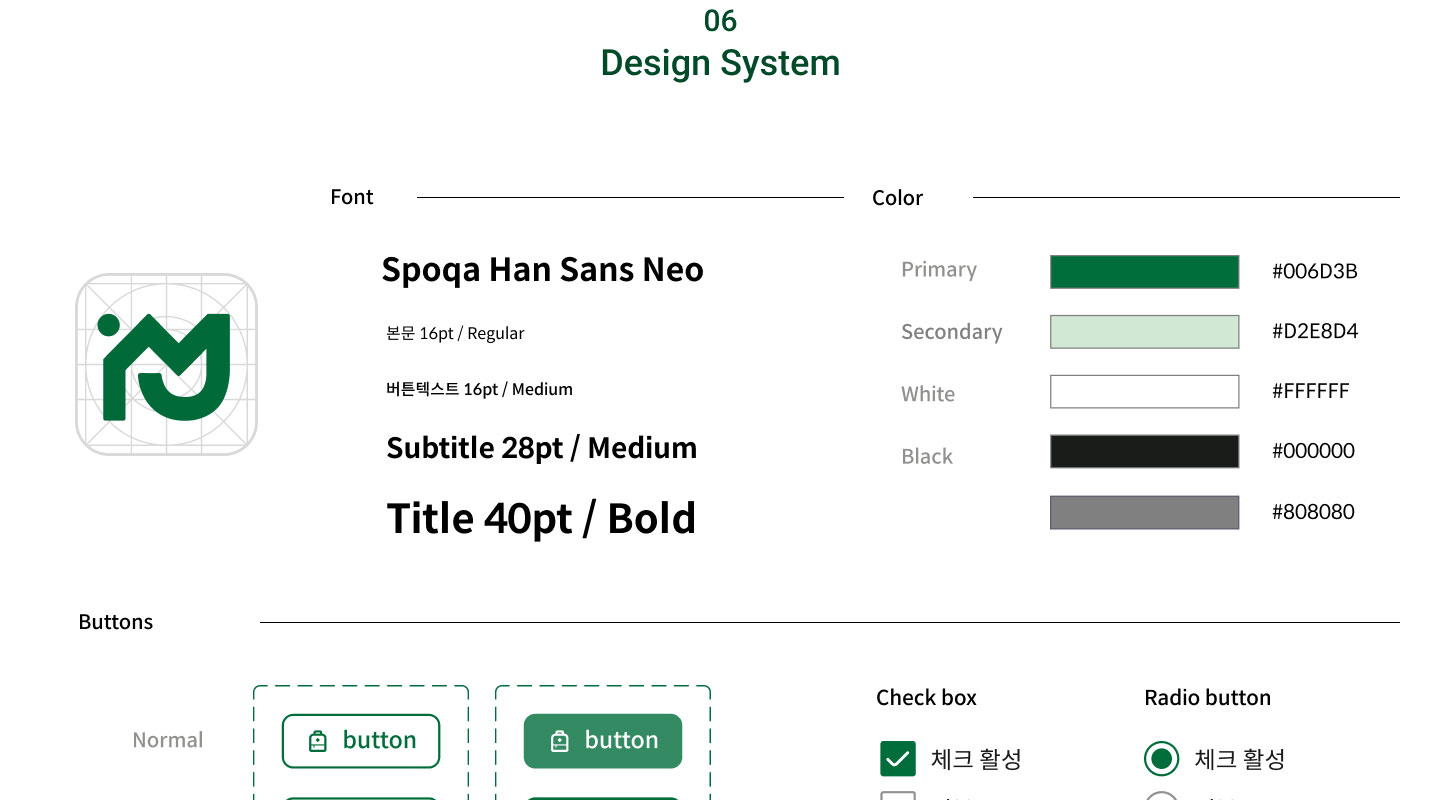 06
Design System
Font
Spoqa Han Sans Neo
본문 16pt / Regular
버튼텍스트 16pt / Medium
Subtitle 28pt / Medium
Title 40pt / Bold
Color
Primary
#006D3B
Secondary
#D2E8D4
White
#FFFFFF
Black
#000000
#808080
Buttons
Normal
button
button
Check box
체크 활성
Radio button
체크 활성